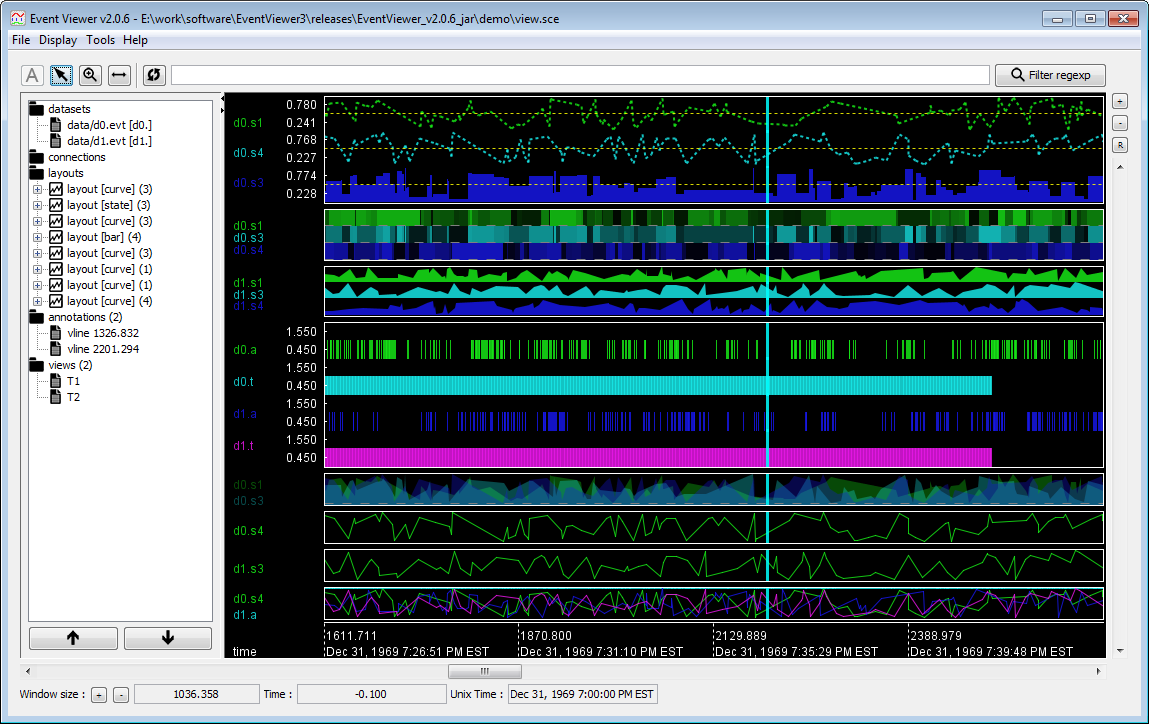 Event Viewer v2.0.6 - E:\work\software\EventViewer3\releases\EventViewer_v2.0.6_jar\demo\view.sce
File Display Tools Help
A Filter regexp
datasets
data/d0.evt [d0.]
data/d1.evt [d1.]
connections
layouts
layout [curve] (3)
layout [state] (3)
layout [curve] (3)
layout [bar] (4)
layout [curve] (3)
layout [curve] (1)
layout [curve] (1)
layout [curve] (4)
annotations (2)
vline 1326.832
vline 2201.294
views (2)
T1
T2
0.780
d0.s1
0.241
0.768
d0.s4
0.227
0.774
d0.s3
0.228
d0.s1
d0.s3
d0.s4
d1.s1
d1.s3
d1.s4
1.550
d0.a
0.450
1.550
d0.t
0.450
1.550
d1.a
0.450
1.550
d1.t
0.450
d0.s1
d0.s3
d0.s4
d1.s3
d0.s4
d1.a
1611.711 1870.800 2129.889 2388.979
time Dec 31, 1969 7:26:51 PM EST Dec 31, 1969 7:31:10 PM EST Dec 31, 1969 7:35:29 PM EST Dec 31, 1969 7:39:48 PM EST
+
-
R
Window size : + - 1036.358 Time : -0.100 Unix Time : Dec 31, 1969 7:00:00 PM EST